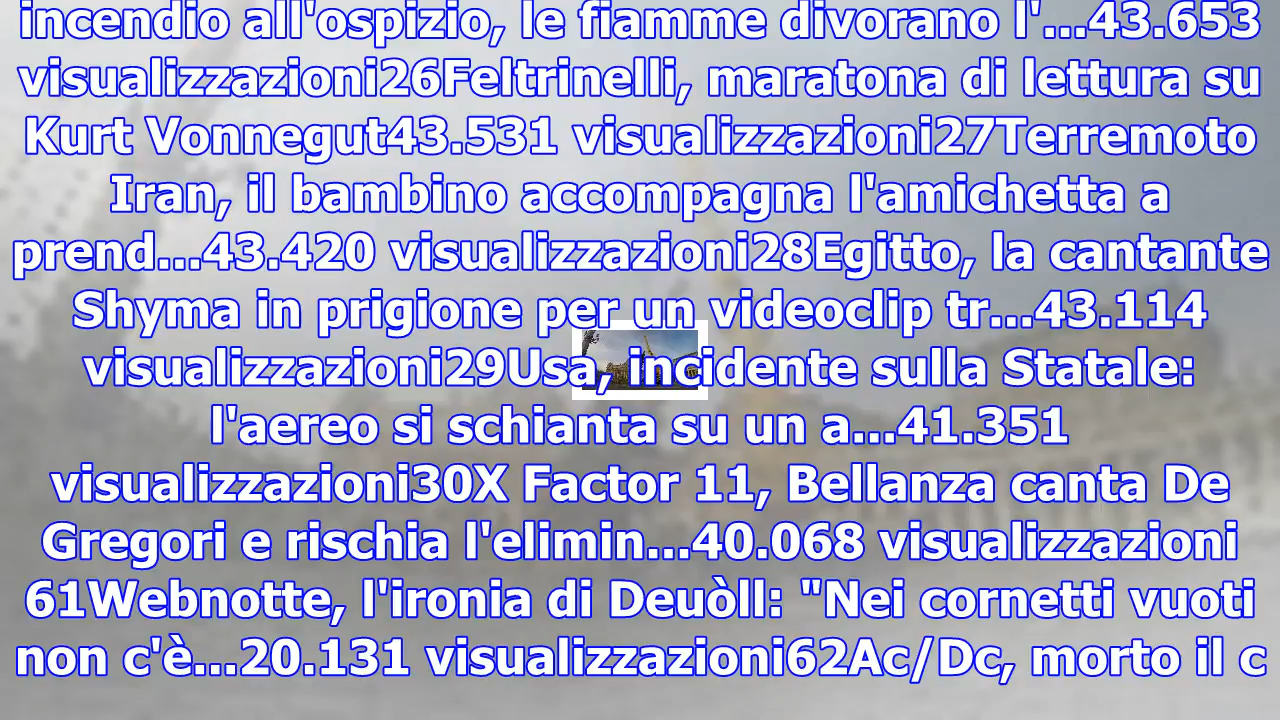 incendio all'ospizio, le fiamme divorano l'...43.653
visualizzazioni26Feltrinelli, maratona di lettura su
Kurt Vonnegut43.531 visualizzazioni27Terremoto
Iran, il bambino accompagna l'amichetta a
prend...43.420 visualizzazioni28Egitto, la cantante
Shyma in prigione per un videoclip tr...43.114
visualizzazioni29Usa, incidente sulla Statale:
l'aereo si schianta su un a...41.351
visualizzazioni30X Factor 11, Bellanza canta De
Gregori e rischia l'elimin...40.068 visualizzazioni
61Webnotte, l'ironia di Deuòll: "Nei cornetti vuoti
non c'è...20.131 visualizzazioni62Ac/Dc, morto il c